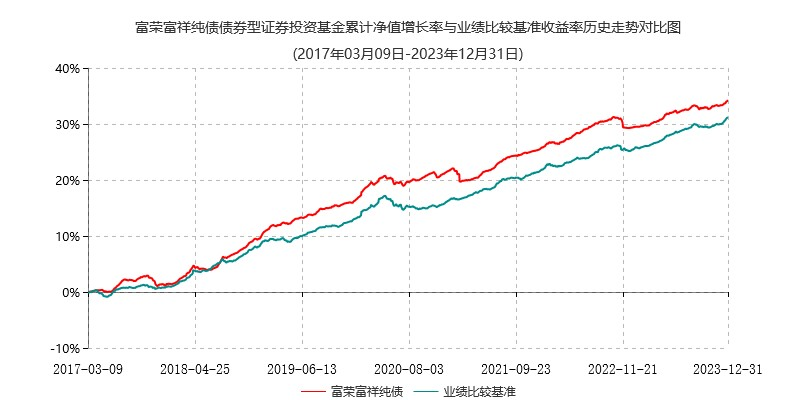 富荣富祥纯债债券型证券投资基金累计净值增长率与业绩比较基准收益率历史走势对比图
(2017年03月09日-2023年12月31日)
40%
30%
20%
10%
0%
-10%
2017-03-09 2018-04-25 2019-06-13 2020-08-03 2021-09-23 2022-11-21 2023-12-31
富荣富祥纯债 业绩比较基准